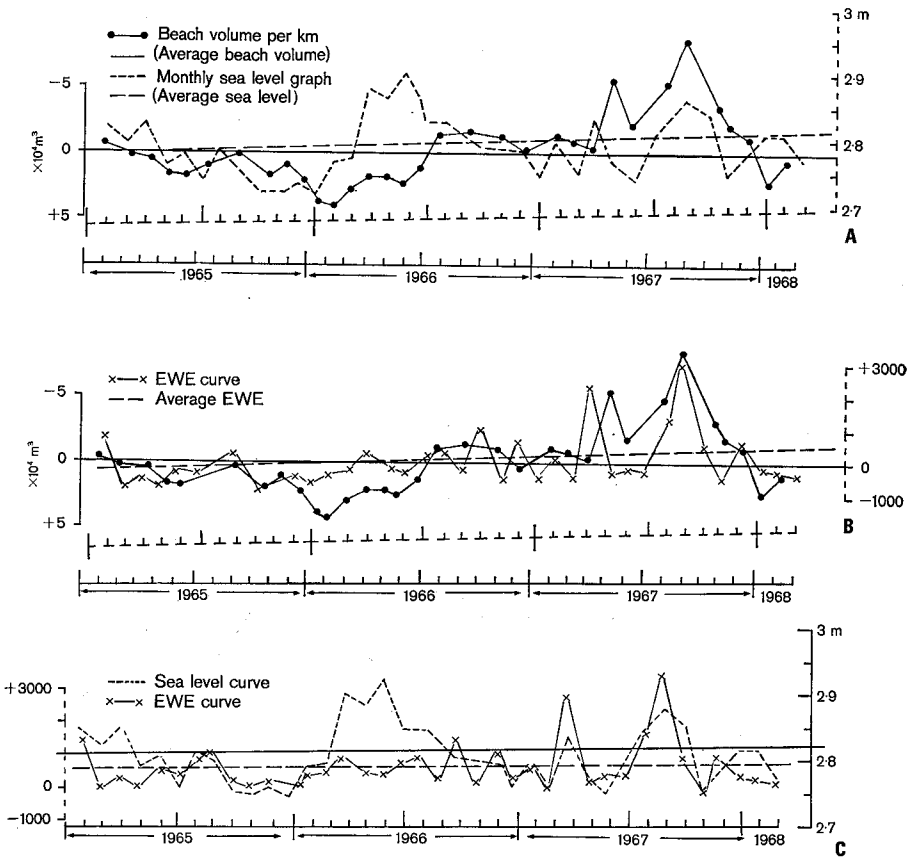 Beach volume per km
(Average beach volume)
Monthly sea level graph
(Average sea level)
−5
0
+5
×10⁴m³
3 m
2·9
2·8
2·7
A
1965
1966
1967
1968
EWE curve
Average EWE
−5
0
+5
×10⁴ m³
+3000
0
−1000
B
1965
1966
1967
1968
Sea level curve
EWE curve
+3000
0
−1000
3 m
2·9
2·8
2·7
1965
1966
1967
1968
C